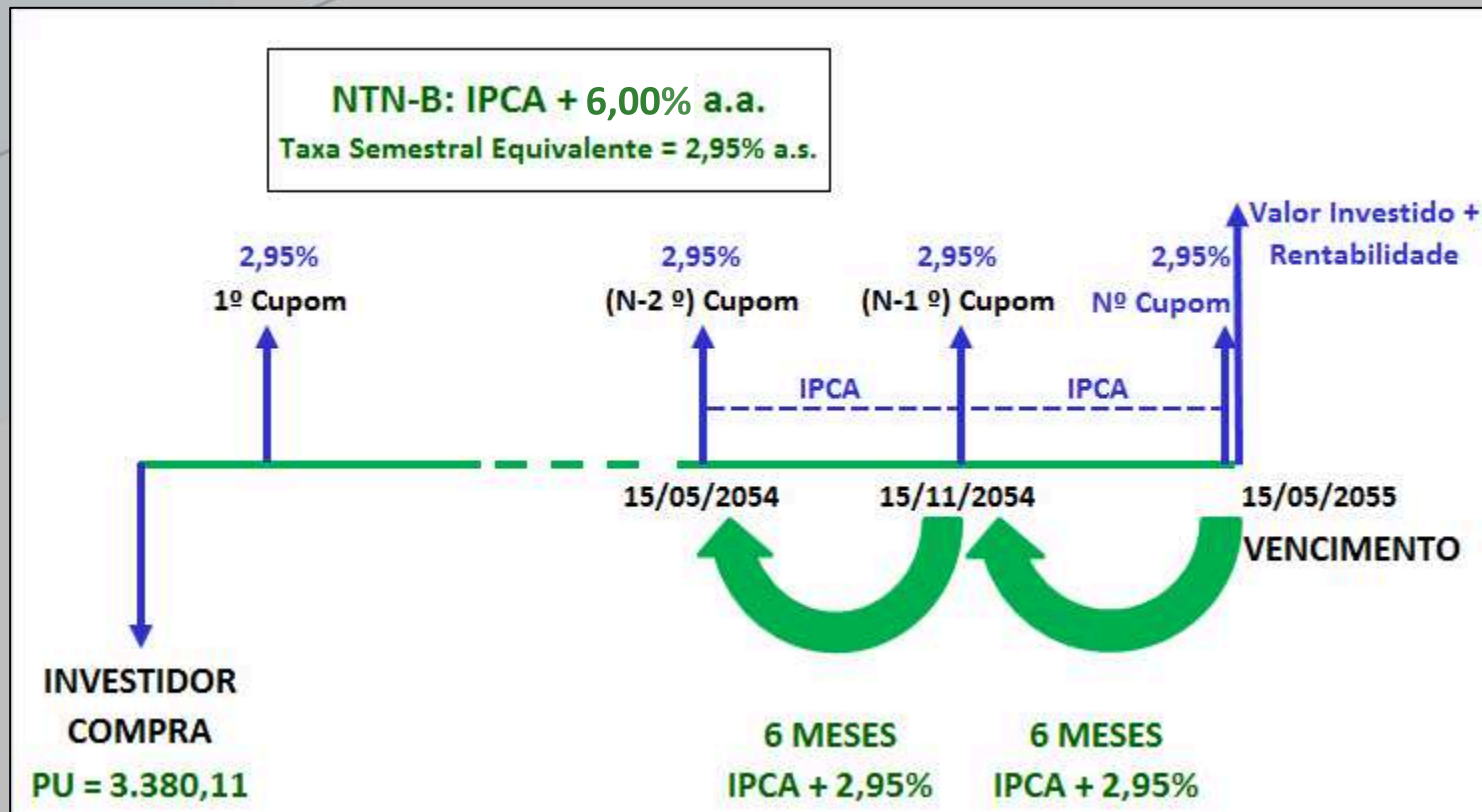 NTN-B: IPCA + 6,00% a.a.
Taxa Semestral Equivalente = 2,95% a.s.
Valor Investido +
Rentabilidade
2,95%
1º Cupom
2,95%
(N-2 º) Cupom
2,95%
(N-1 º) Cupom
2,95%
Nº Cupom
IPCA
IPCA
15/05/2054
15/11/2054
15/05/2055
VENCIMENTO
INVESTIDOR
COMPRA
PU = 3.380,11
6 MESES
IPCA + 2,95%
6 MESES
IPCA + 2,95%